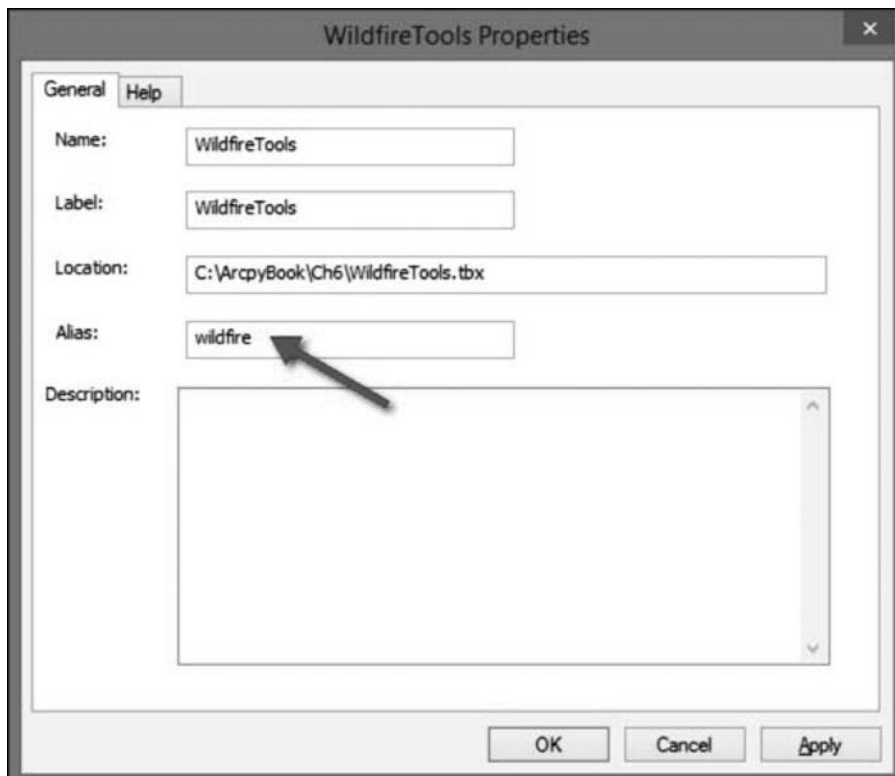 WildfireTools Properties
General Help
Name: WildfireTools
Label: WildfireTools
Location: C:\ArcpyBook\Ch6\WildfireTools.tbx
Alias: wildfire
Description:
OK Cancel Apply